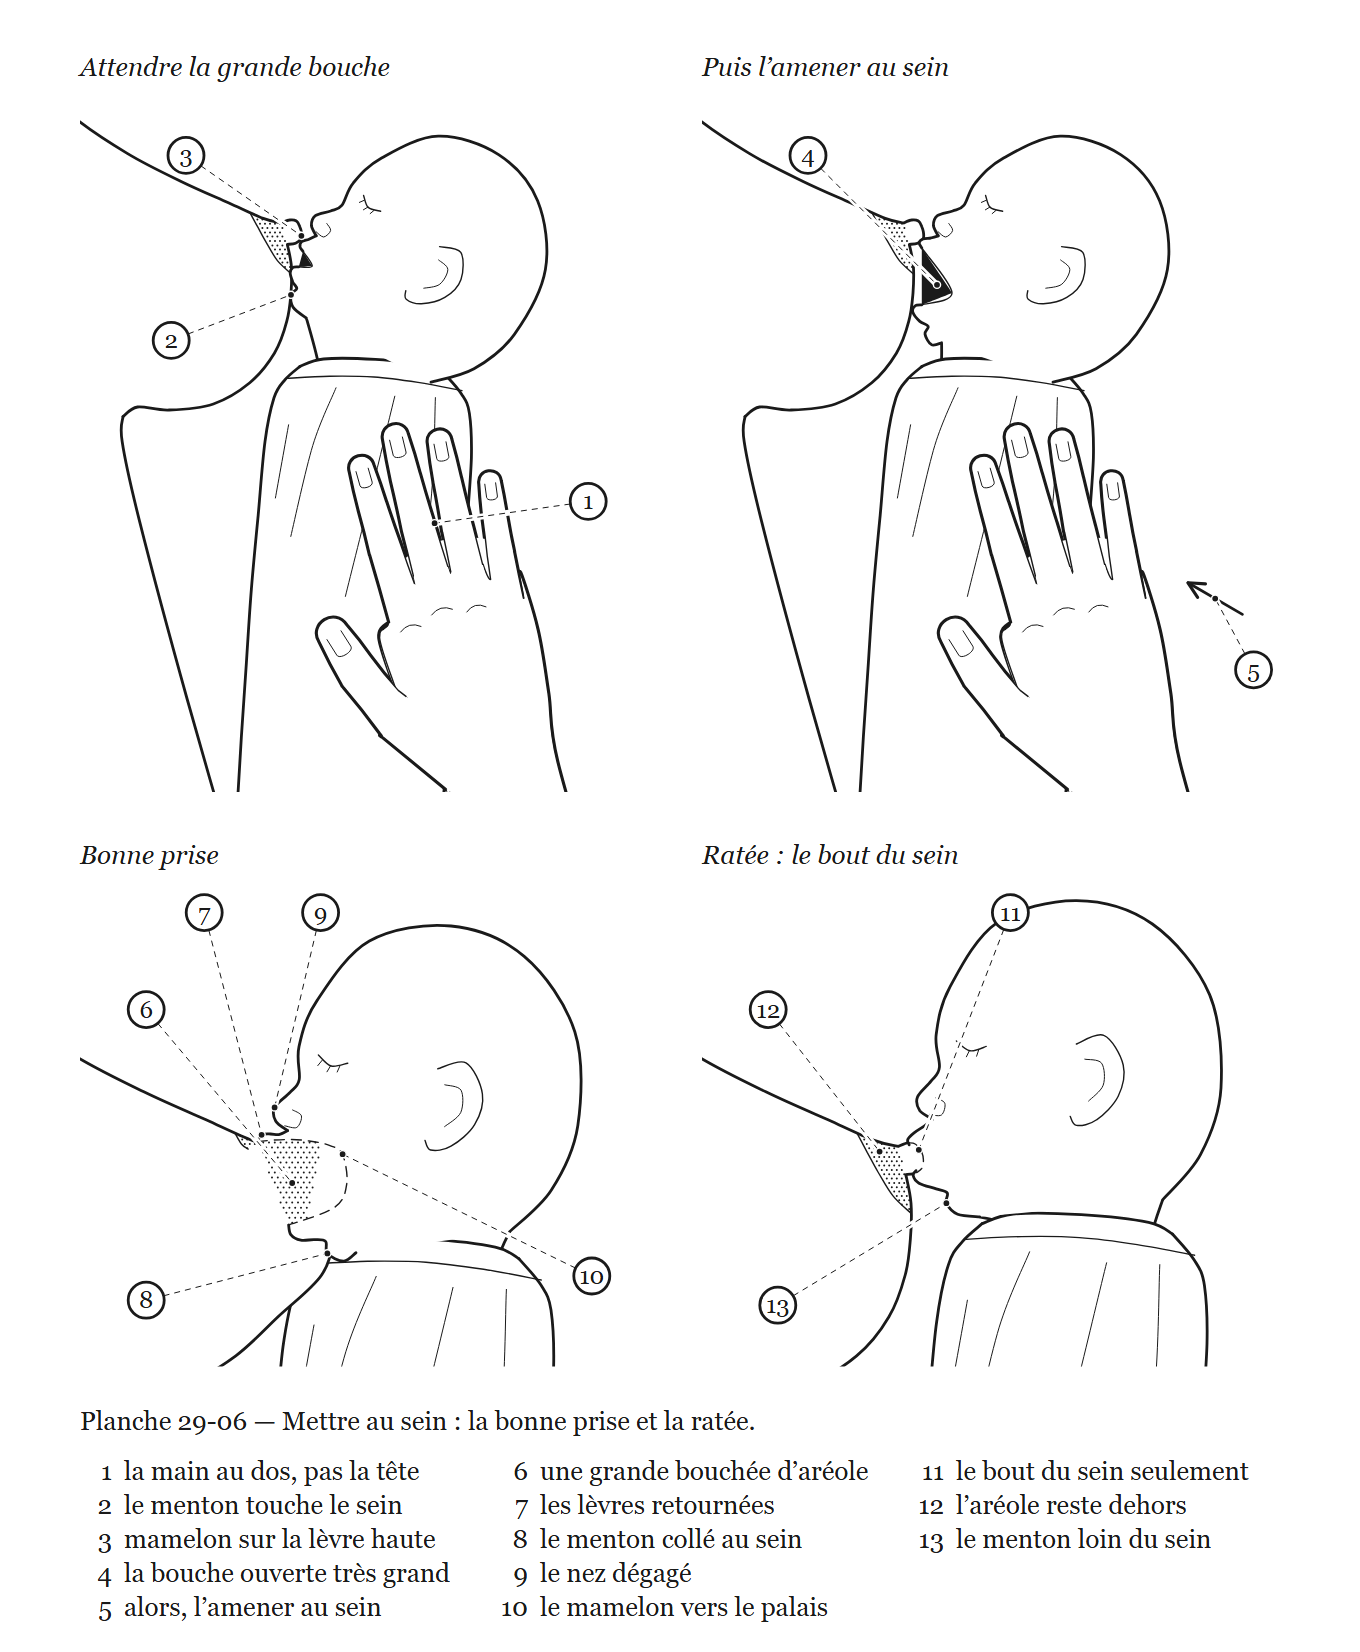 Attendre la grande bouche
Puis l’amener au sein
3
4
2
1
5
Bonne prise
Ratée : le bout du sein
7
9
11
6
12
10
8
13
Planche 29-06 — Mettre au sein : la bonne prise et la ratée.
1 la main au dos, pas la tête
2 le menton touche le sein
3 mamelon sur la lèvre haute
4 la bouche ouverte très grand
5 alors, l’amener au sein
6 une grande bouchée d’aréole
7 les lèvres retournées
8 le menton collé au sein
9 le nez dégagé
10 le mamelon vers le palais
11 le bout du sein seulement
12 l’aréole reste dehors
13 le menton loin du sein